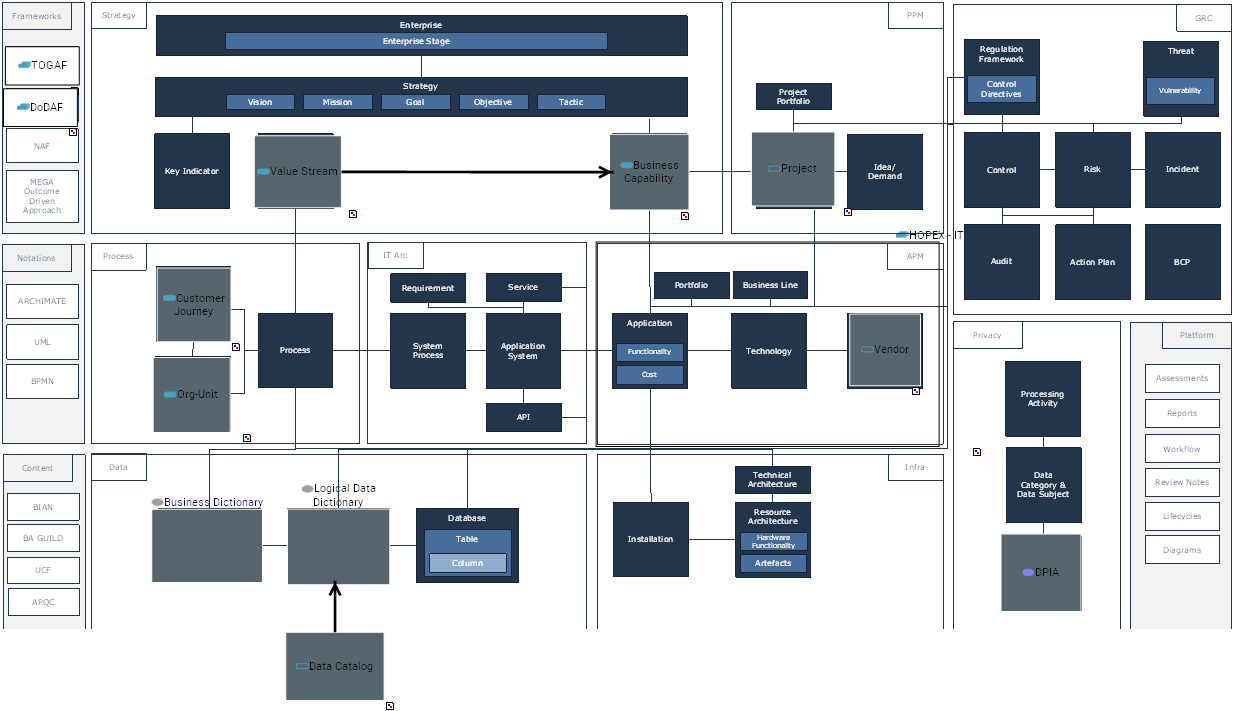 Frameworks
TOGAF
DoDAF
NAF
MEGA
Outcome
Driven
Approach
Strategy
Enterprise
Enterprise Stage
Strategy
Vision
Mission
Goal
Objective
Tactic
Key Indicator
Value Stream
Business
Capability
PPM
Project
Portfolio
Project
Idea/
Demand
GRC
Regulation
Framework
Control
Directives
Threat
Vulnerability
Control
Risk
Incident
Audit
Action Plan
BCP
Notations
ARCHIMATE
UML
BPMN
Process
Customer
Journey
Org-Unit
Process
IT Arc
Requirement
Service
System
Process
Application
System
API
HOPEX - IT
APM
Portfolio
Business Line
Application
Functionality
Cost
Technology
Vendor
Privacy
Processing
Activity
Data
Category &
Data Subject
DPIA
Platform
Assessments
Reports
Workflow
Review Notes
Lifecycles
Diagrams
Content
BIAN
BA GUILD
UCF
APQC
Data
Business Dictionary
Logical Data
Dictionary
Database
Table
Column
Data Catalog
Infra
Technical
Architecture
Installation
Resource
Architecture
Hardware
Functionality
Artefacts